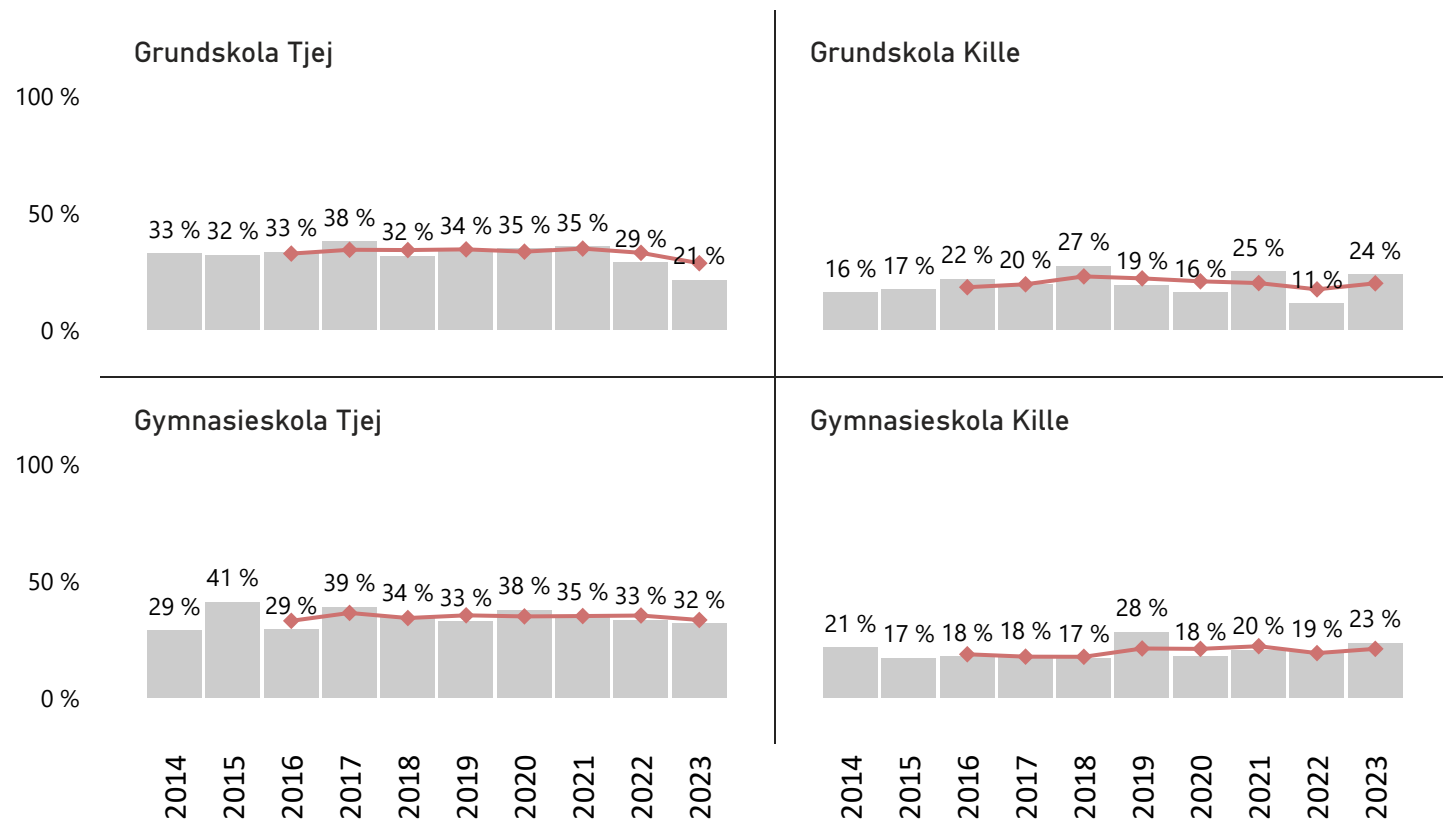 Grundskola Tjej
100 %
50 %
0 %
33 % 32 % 33 % 38 % 32 % 34 % 35 % 35 % 29 % 21 %
Grundskola Kille
16 % 17 % 22 % 20 % 27 % 19 % 16 % 25 % 11 % 24 %
Gymnasieskola Tjej
100 %
50 %
0 %
29 % 41 % 29 % 39 % 34 % 33 % 38 % 35 % 33 % 32 %
2014 2015 2016 2017 2018 2019 2020 2021 2022 2023
Gymnasieskola Kille
21 % 17 % 18 % 18 % 17 % 28 % 18 % 20 % 19 % 23 %
2014 2015 2016 2017 2018 2019 2020 2021 2022 2023